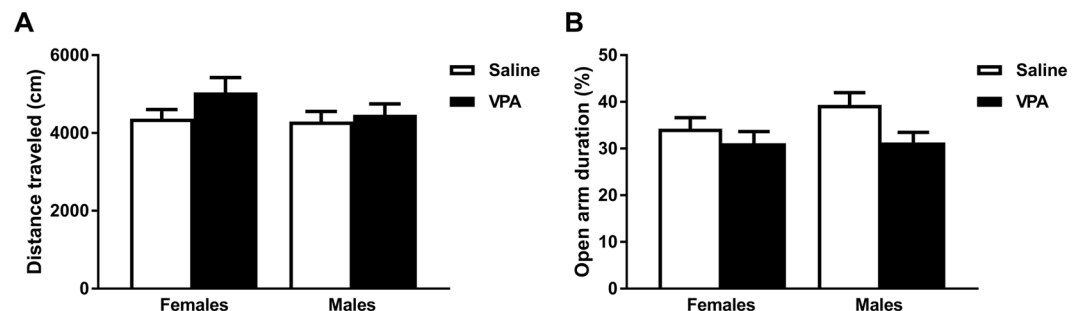 A
Distance traveled (cm)
6000
4000
2000
0
Females
Males
Saline
VPA
B
Open arm duration (%)
50
40
30
20
10
0
Females
Males
Saline
VPA